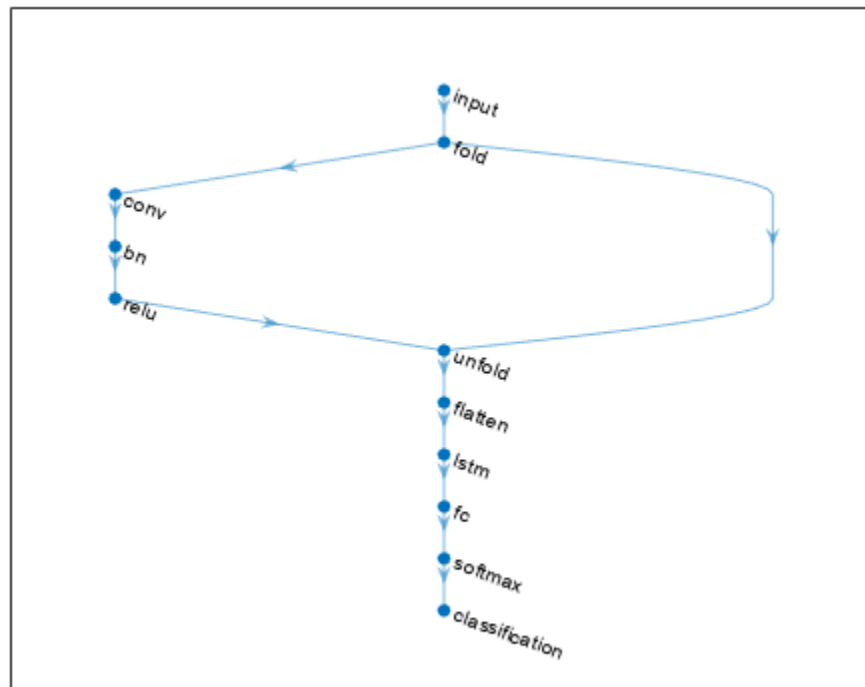 input
fold
conv
bn
relu
unfold
flatten
lstm
fc
softmax
classification